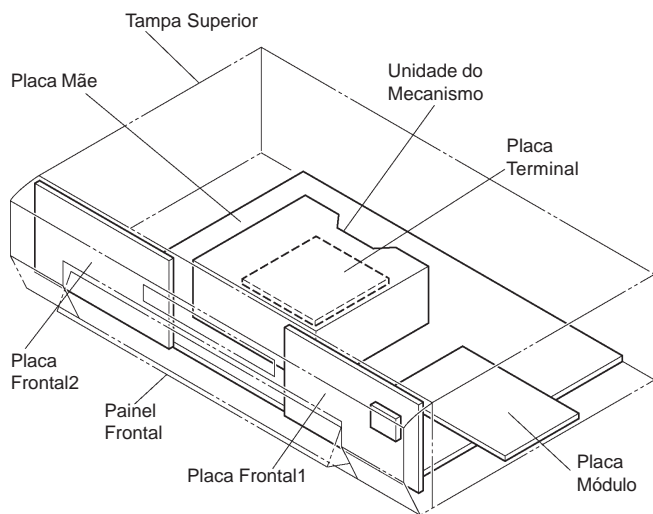 Tampa Superior
Placa Mãe
Unidade do
Mecanismo
Placa
Terminal
Placa
Frontal2
Painel
Frontal
Placa Frontal1
Placa
Módulo